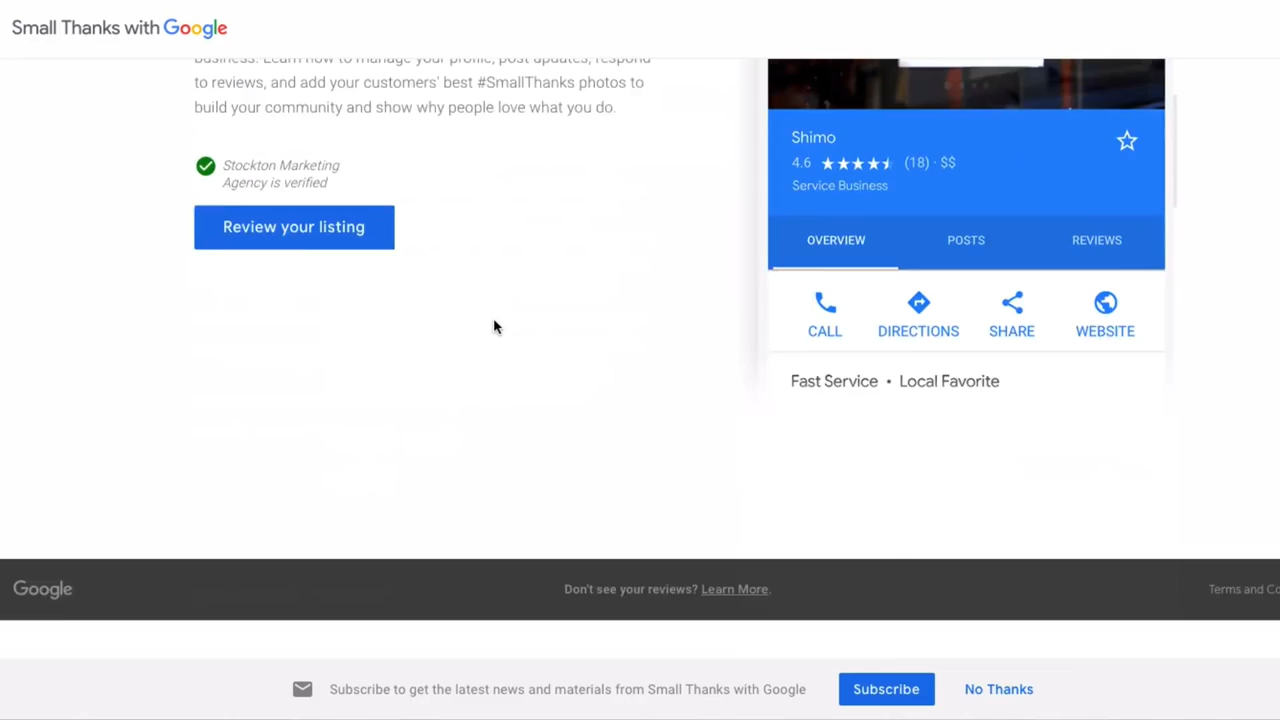 Small Thanks with Google
business. Learn how to manage your profile, post updates, respond
to reviews, and add your customers' best #SmallThanks photos to
build your community and show why people love what you do.
Stockton Marketing
Agency is verified
Review your listing
Shimo
4.6 (18) · $$
Service Business
OVERVIEW POSTS REVIEWS
CALL DIRECTIONS SHARE WEBSITE
Fast Service • Local Favorite
Google Don't see your reviews? Learn More. Terms and Co
Subscribe to get the latest news and materials from Small Thanks with Google Subscribe No Thanks